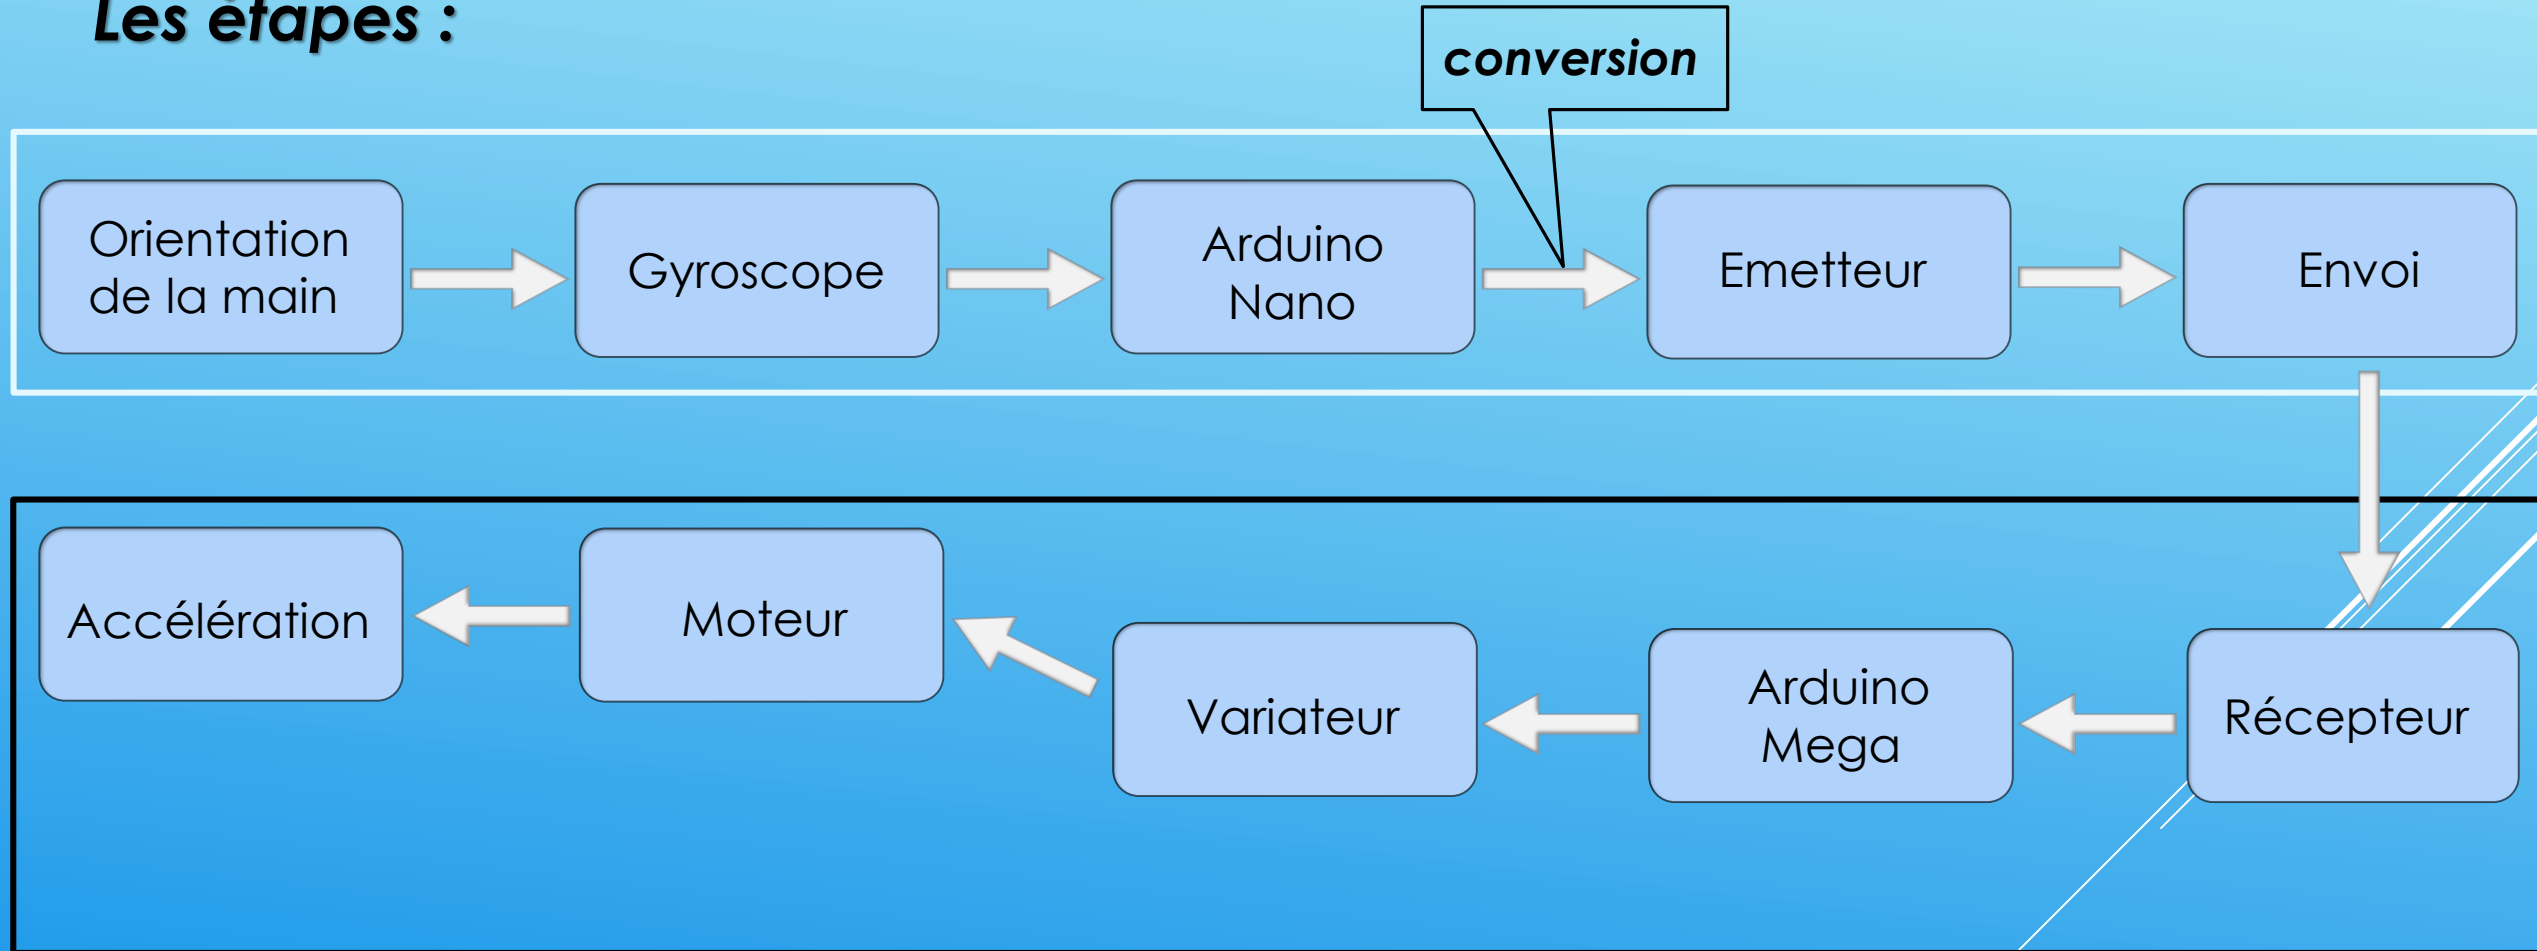 Les étapes :
conversion
Orientation
de la main
Gyroscope
Arduino
Nano
Emetteur
Envoi
Accélération
Moteur
Variateur
Arduino
Mega
Récepteur